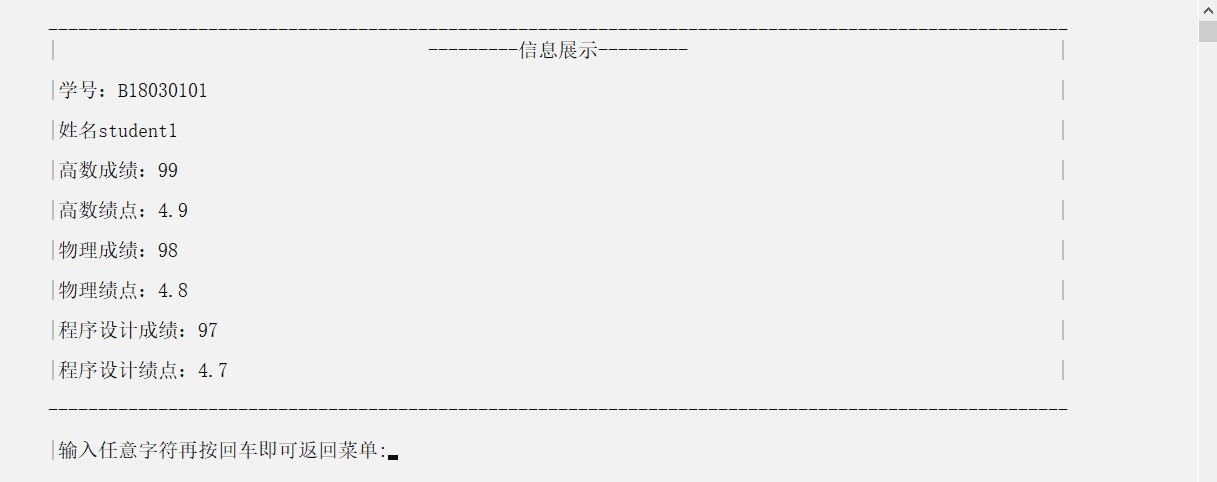 ---------信息展示---------
|学号：B18030101 |
|姓名student1 |
|高数成绩：99 |
|高数绩点：4.9 |
|物理成绩：98 |
|物理绩点：4.8 |
|程序设计成绩：97 |
|程序设计绩点：4.7 |
|输入任意字符再按回车即可返回菜单: